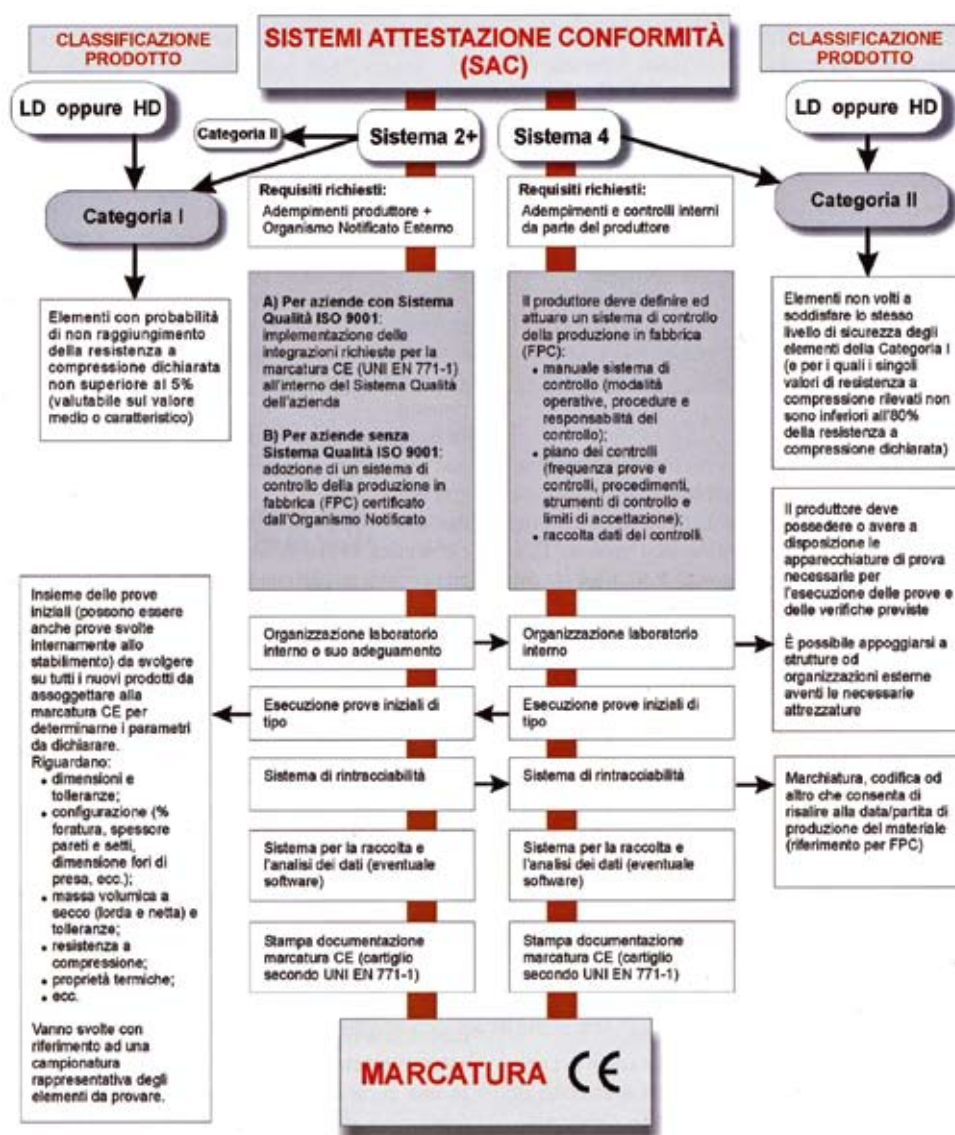 CLASSIFICAZIONE
PRODOTTO
SISTEMI ATTESTAZIONE CONFORMITÀ
(SAC)
CLASSIFICAZIONE
PRODOTTO
LD oppure HD
Categoria II
Sistema 2+
Sistema 4
LD oppure HD
Categoria I
Requisiti richiesti:
Adempimenti produttore +
Organismo Notificato Esterno
Requisiti richiesti:
Adempimenti e controlli interni
da parte del produttore
Categoria II
Elementi con probabilità
di non raggiungimento
della resistenza a
compressione dichiarata
non superiore al 5%
(valutabile sul valore
medio o caratteristico)
A) Per aziende con Sistema
Qualità ISO 9001:
implementazione delle
integrazioni richieste per la
marcatura CE (UNI EN 771-1)
all'interno del Sistema Qualità
dell'azienda
B) Per aziende senza
Sistema Qualità ISO 9001:
adozione di un sistema di
controllo della produzione in
fabbrica (FPC) certificato
dall'Organismo Notificato
Il produttore deve definire ed
attuare un sistema di controllo
della produzione in fabbrica
(FPC):
• manuale sistema di
controllo (modalità
operative, procedure e
responsabilità del
controllo);
• piano dei controlli
(frequenza prove e
controlli, procedimenti,
strumenti di controllo e
limiti di accettazione);
• raccolta dati dei controlli.
Elementi non volti a
soddisfare lo stesso
livello di sicurezza degli
elementi della Categoria I
(e per i quali i singoli
valori di resistenza a
compressione rilevati non
sono inferiori all'80%
della resistenza a
compressione dichiarata)
Il produttore deve
possedere o avere a
disposizione le
apparecchiature di prova
necessarie per
l'esecuzione delle prove e
delle verifiche previste
È possibile appoggiarsi a
strutture od
organizzazioni esterne
aventi le necessarie
attrezzature
Insieme delle prove
iniziali (possono essere
anche prove svolte
internamente allo
stabilimento) da svolgere
su tutti i nuovi prodotti da
assoggettare alla
marcatura CE per
determinarne i parametri
da dichiarare.
Riguardano:
• dimensioni e
tolleranze;
• configurazione (%
foratura, spessore
pareti e setti,
dimensione fori di
presa, ecc.);
• massa volumica a
secco (lorda e netta) e
tolleranze;
• resistenza a
compressione;
• proprietà termiche;
• ecc.
Vanno svolte con
riferimento ad una
campionatura
rappresentativa degli
elementi da provare.
Organizzazione laboratorio
interno o suo adeguamento
Organizzazione laboratorio
interno
Esecuzione prove iniziali di
tipo
Esecuzione prove iniziali di
tipo
Sistema di rintracciabilità
Sistema di rintracciabilità
Marchiatura, codifica od
altro che consenta di
risalire alla data/partita di
produzione del materiale
(riferimento per FPC)
Sistema per la raccolta e
l'analisi dei dati (eventuale
software)
Sistema per la raccolta e
l'analisi dei dati (eventuale
software)
Stampa documentazione
marcatura CE (cartiglio
secondo UNI EN 771-1)
Stampa documentazione
marcatura CE (cartiglio
secondo UNI EN 771-1)
MARCATURA CE